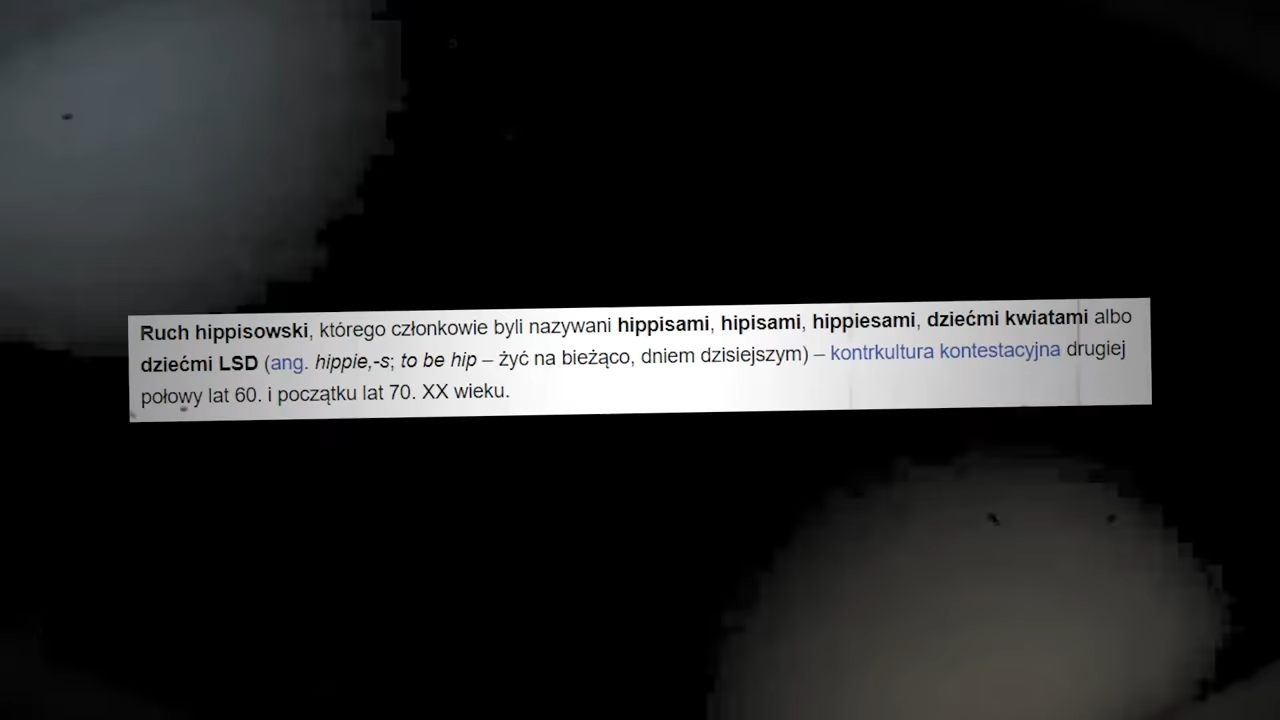 Ruch hippisowski, którego członkowie byli nazywani hippisami, hipisami, hippiesami, dziećmi kwiatami albo
dziećmi LSD (ang. hippie,-s; to be hip – żyć na bieżąco, dniem dzisiejszym) – kontrkultura kontestacyjna drugiej
połowy lat 60. i początku lat 70. XX wieku.